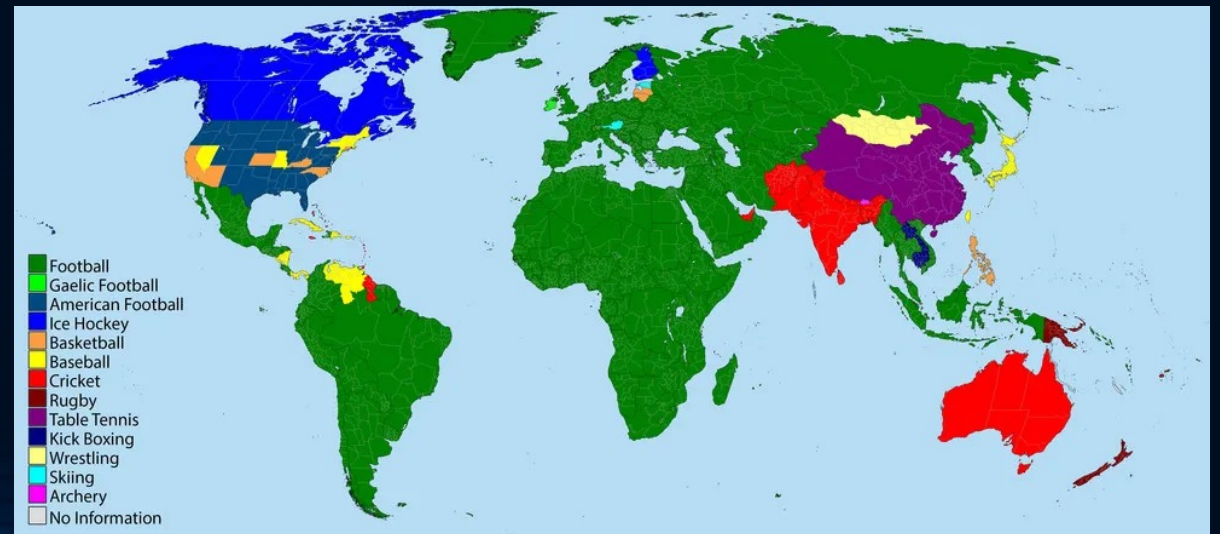 Football
Gaelic Football
American Football
Ice Hockey
Basketball
Baseball
Cricket
Rugby
Table Tennis
Kick Boxing
Wrestling
Skiing
Archery
No Information